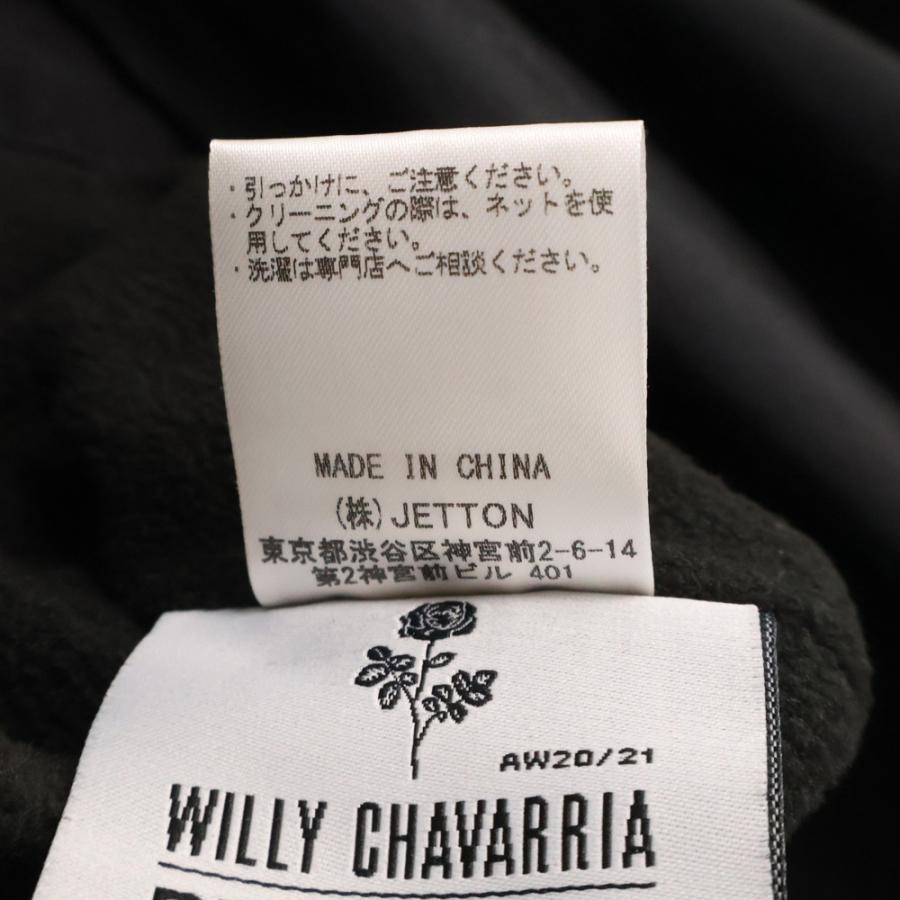 ・引っかけに、ご注意ください。
・クリーニングの際は、ネットを使
用してください。
・洗濯は専門店へご相談ください。
MADE IN CHINA
(株)JETTON
東京都渋谷区神宮前2-6-14
第2神宮前ビル 401
AW20/21
WILLY CHAVARRIA